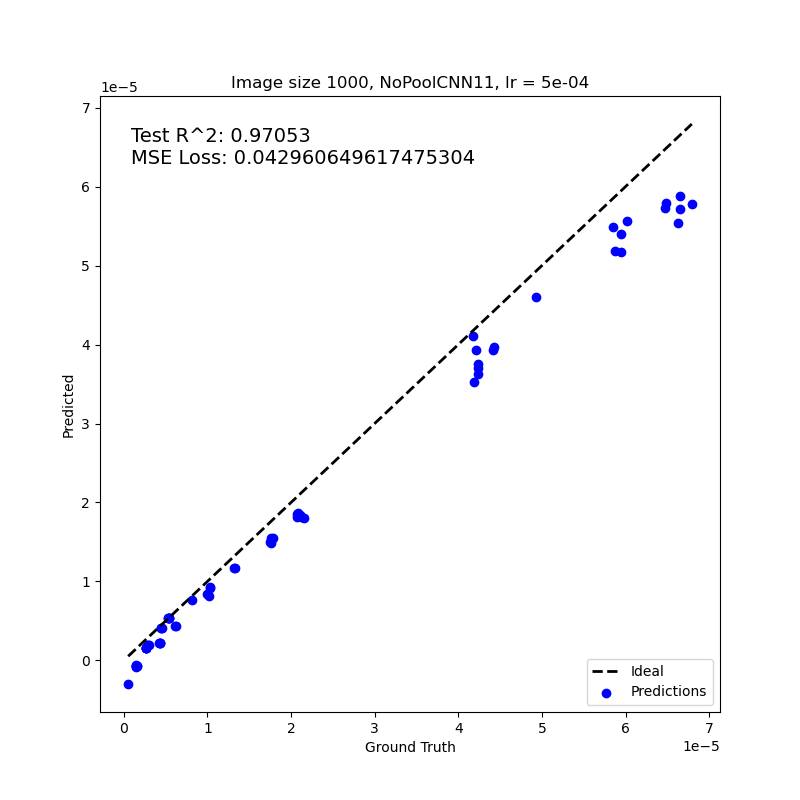 Image size 1000, NoPoolCNN11, lr = 5e-04
1e−5
Test R^2: 0.97053
MSE Loss: 0.042960649617475304
7
6
5
4
3
2
1
0
Predicted
Ideal
Predictions
0 1 2 3 4 5 6 7
Ground Truth
1e−5